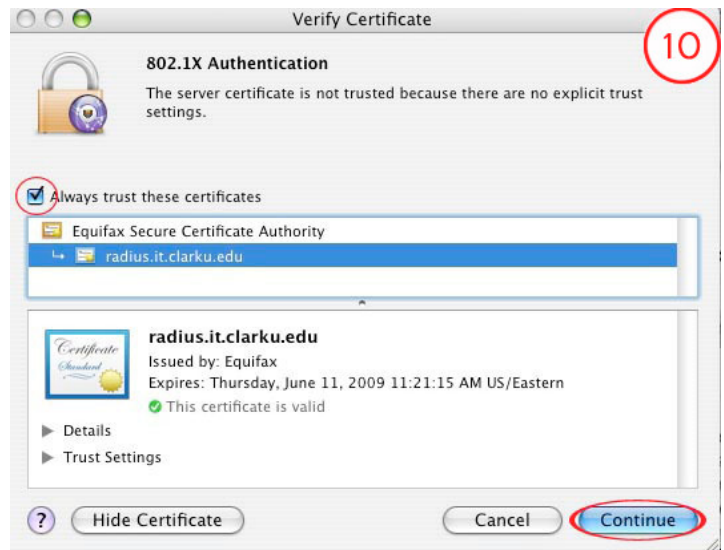 Verify Certificate
10
802.1X Authentication
The server certificate is not trusted because there are no explicit trust
settings.
Always trust these certificates
Equifax Secure Certificate Authority
radius.it.clarku.edu
Certificate
Standard
radius.it.clarku.edu
Issued by: Equifax
Expires: Thursday, June 11, 2009 11:21:15 AM US/Eastern
This certificate is valid
Details
Trust Settings
? Hide Certificate Cancel Continue